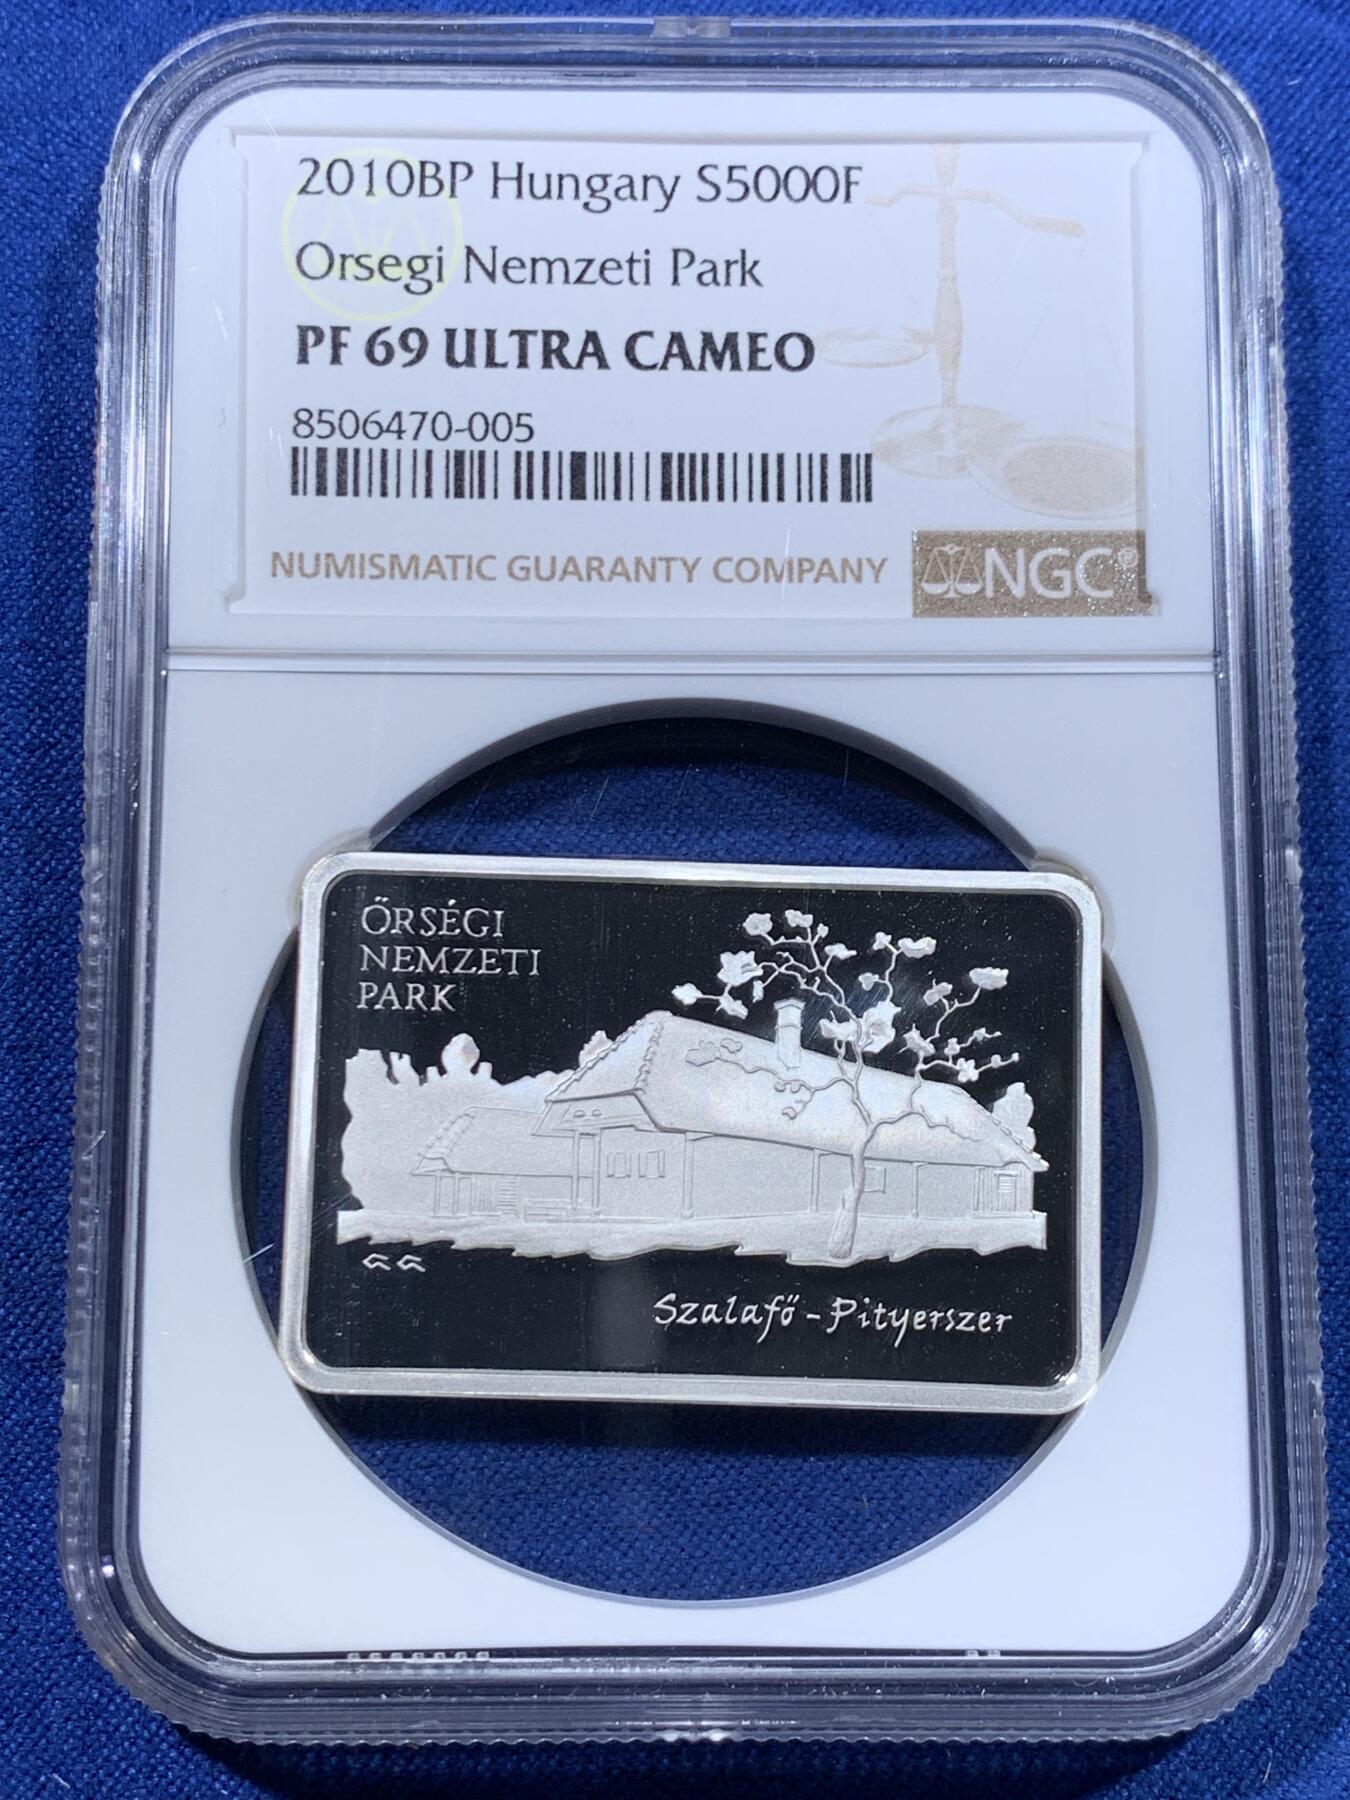 2010BP Hungary S5000F
Orsegi Nemzeti Park
PF 69 ULTRA CAMEO
8506470-005
NUMISMATIC GUARANTY COMPANY
NGC®
ŐRSÉGI
NEMZETI
PARK
Szalafő - Pityerszer